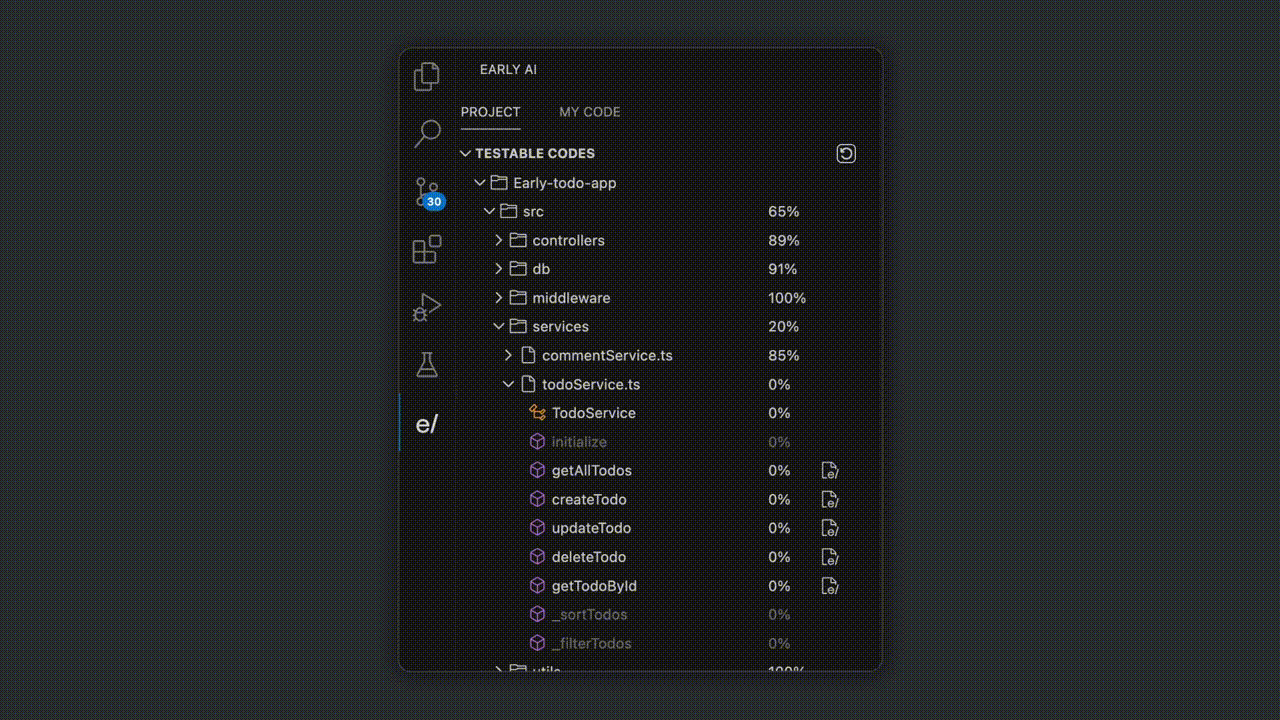 EARLY AI
PROJECT MY CODE
TESTABLE CODES
Early-todo-app
src 65%
controllers 89%
db 91%
middleware 100%
services 20%
commentService.ts 85%
todoService.ts 0%
TodoService 0%
initialize 0%
getAllTodos 0% e/
createTodo 0% e/
updateTodo 0% e/
deleteTodo 0% e/
getTodoById 0% e/
_sortTodos 0%
_filterTodos 0%
utils 100%
30
e/